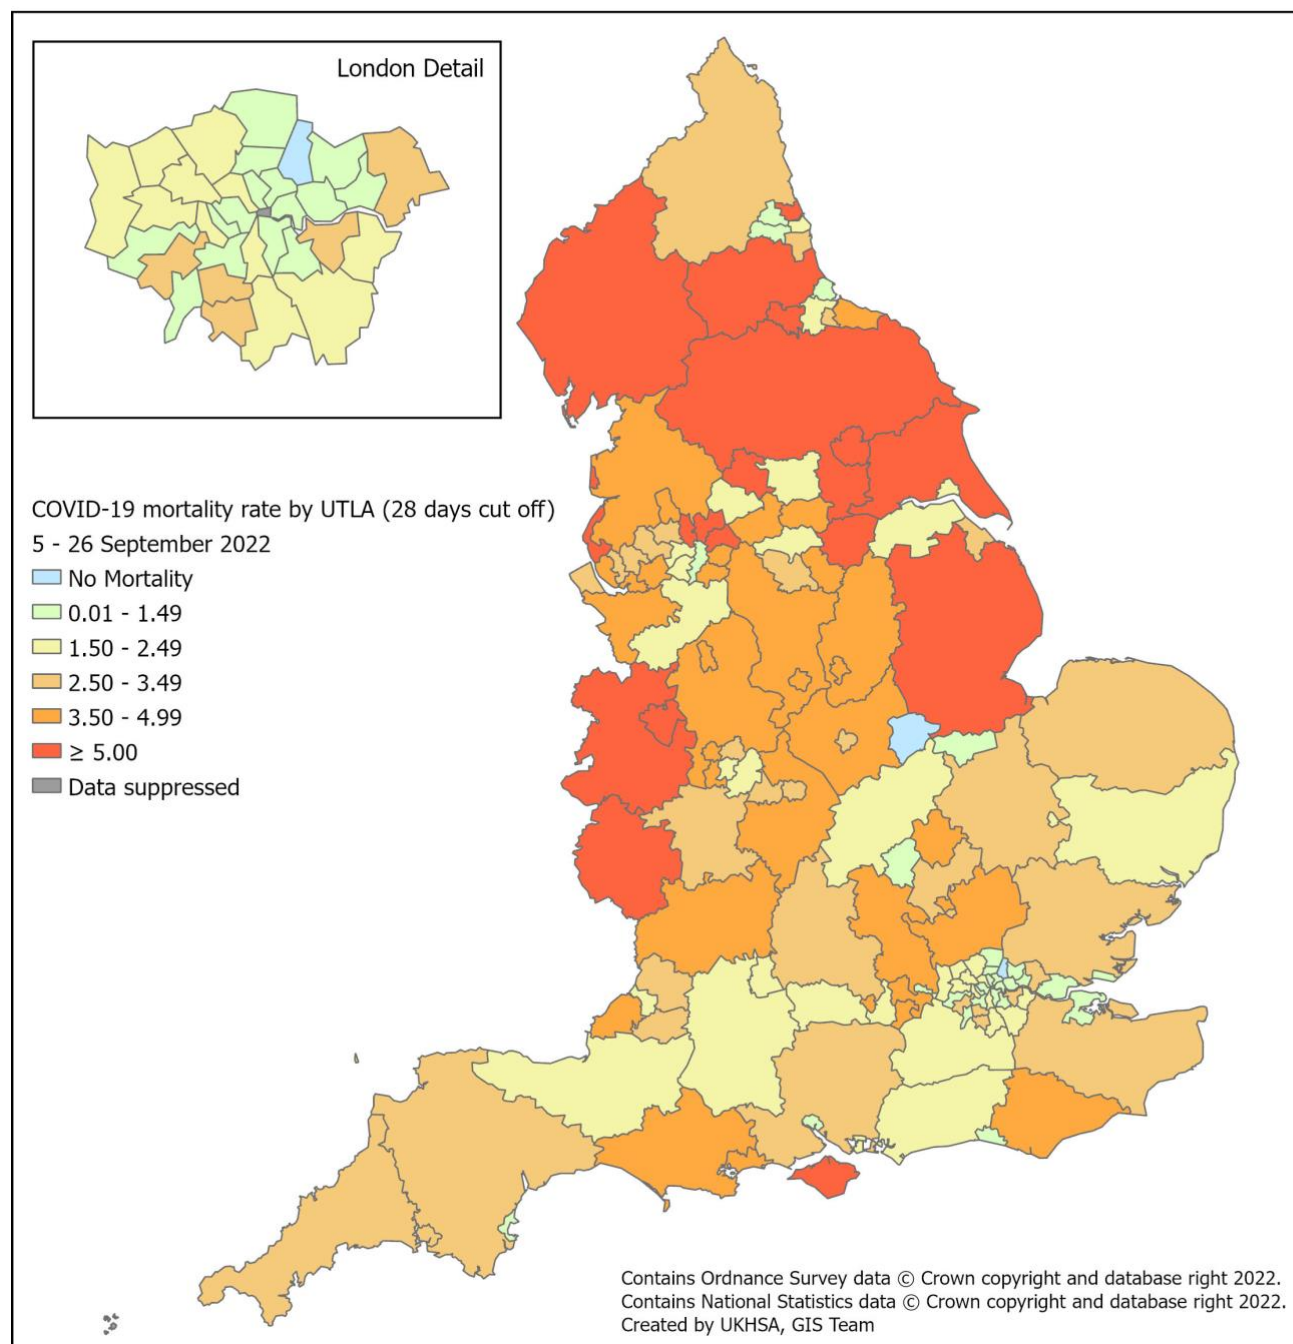 London Detail
COVID-19 mortality rate by UTLA (28 days cut off)
5 - 26 September 2022
No Mortality
0.01 - 1.49
1.50 - 2.49
2.50 - 3.49
3.50 - 4.99
≥ 5.00
Data suppressed
Contains Ordnance Survey data © Crown copyright and database right 2022.
Contains National Statistics data © Crown copyright and database right 2022.
Created by UKHSA, GIS Team